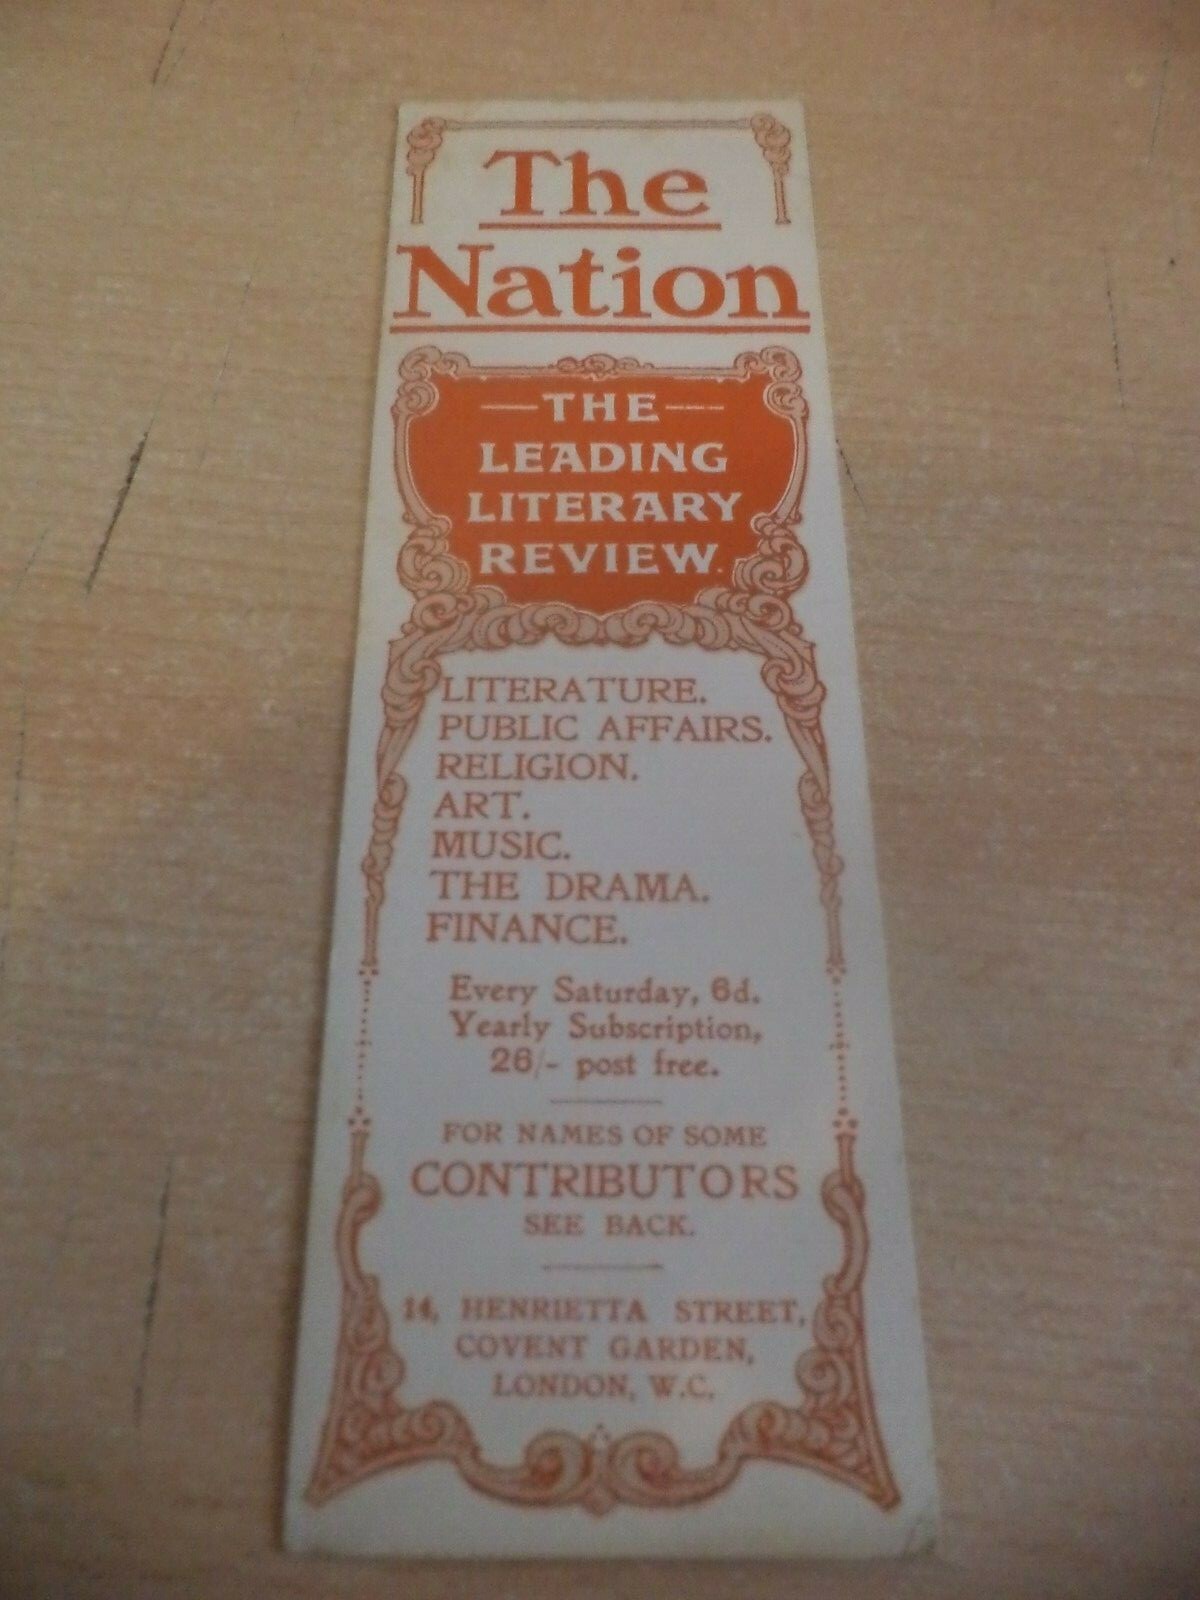 The
Nation
—THE—
LEADING
LITERARY
REVIEW.
LITERATURE.
PUBLIC AFFAIRS.
RELIGION.
ART.
MUSIC.
THE DRAMA.
FINANCE.
Every Saturday, 6d.
Yearly Subscription,
26/- post free.
FOR NAMES OF SOME
CONTRIBUTORS
SEE BACK.
14, HENRIETTA STREET,
COVENT GARDEN,
LONDON, W.C.